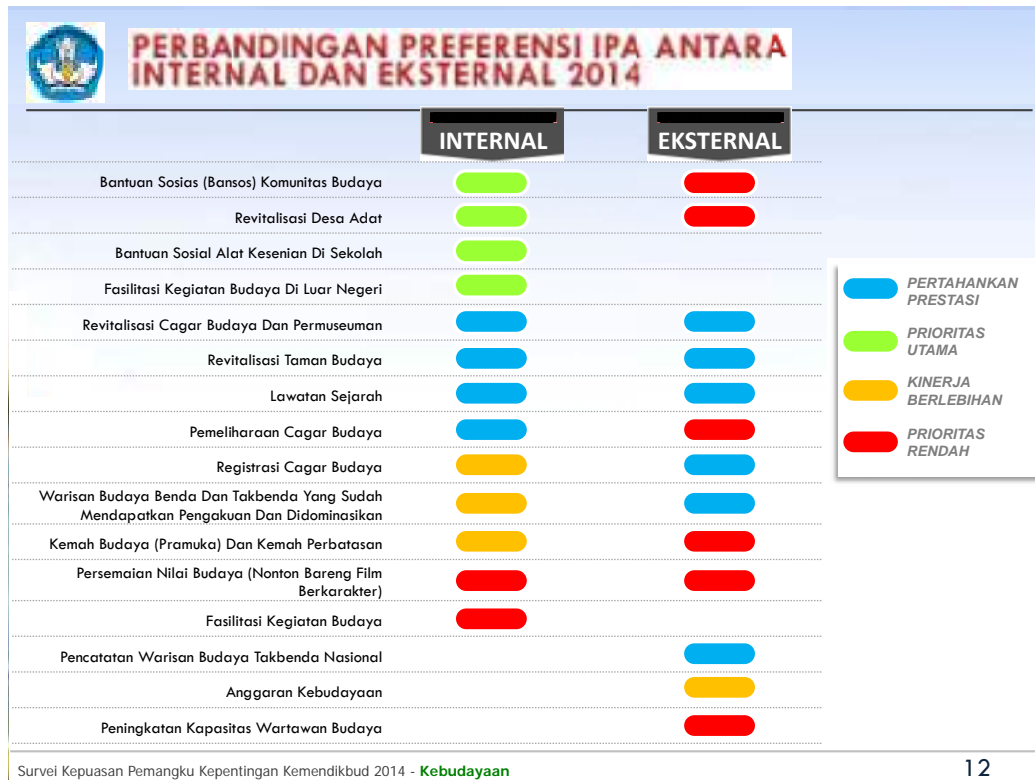 PERBANDINGAN PREFERENSI IPA ANTARA
INTERNAL DAN EKSTERNAL 2014
INTERNAL
EKSTERNAL
Bantuan Sosias (Bansos) Komunitas Budaya
Revitalisasi Desa Adat
Bantuan Sosial Alat Kesenian Di Sekolah
Fasilitasi Kegiatan Budaya Di Luar Negeri
Revitalisasi Cagar Budaya Dan Permuseuman
Revitalisasi Taman Budaya
Lawatan Sejarah
Pemeliharaan Cagar Budaya
Registrasi Cagar Budaya
Warisan Budaya Benda Dan Takbenda Yang Sudah
Mendapatkan Pengakuan Dan Didominasikan
Kemah Budaya (Pramuka) Dan Kemah Perbatasan
Persemaian Nilai Budaya (Nonton Bareng Film
Berkarakter)
Fasilitasi Kegiatan Budaya
Pencatatan Warisan Budaya Takbenda Nasional
Anggaran Kebudayaan
Peningkatan Kapasitas Wartawan Budaya
PERTAHANKAN
PRESTASI
PRIORITAS
UTAMA
KINERJA
BERLEBIHAN
PRIORITAS
RENDAH
Survei Kepuasan Pemangku Kepentingan Kemendikbud 2014 - Kebudayaan
12